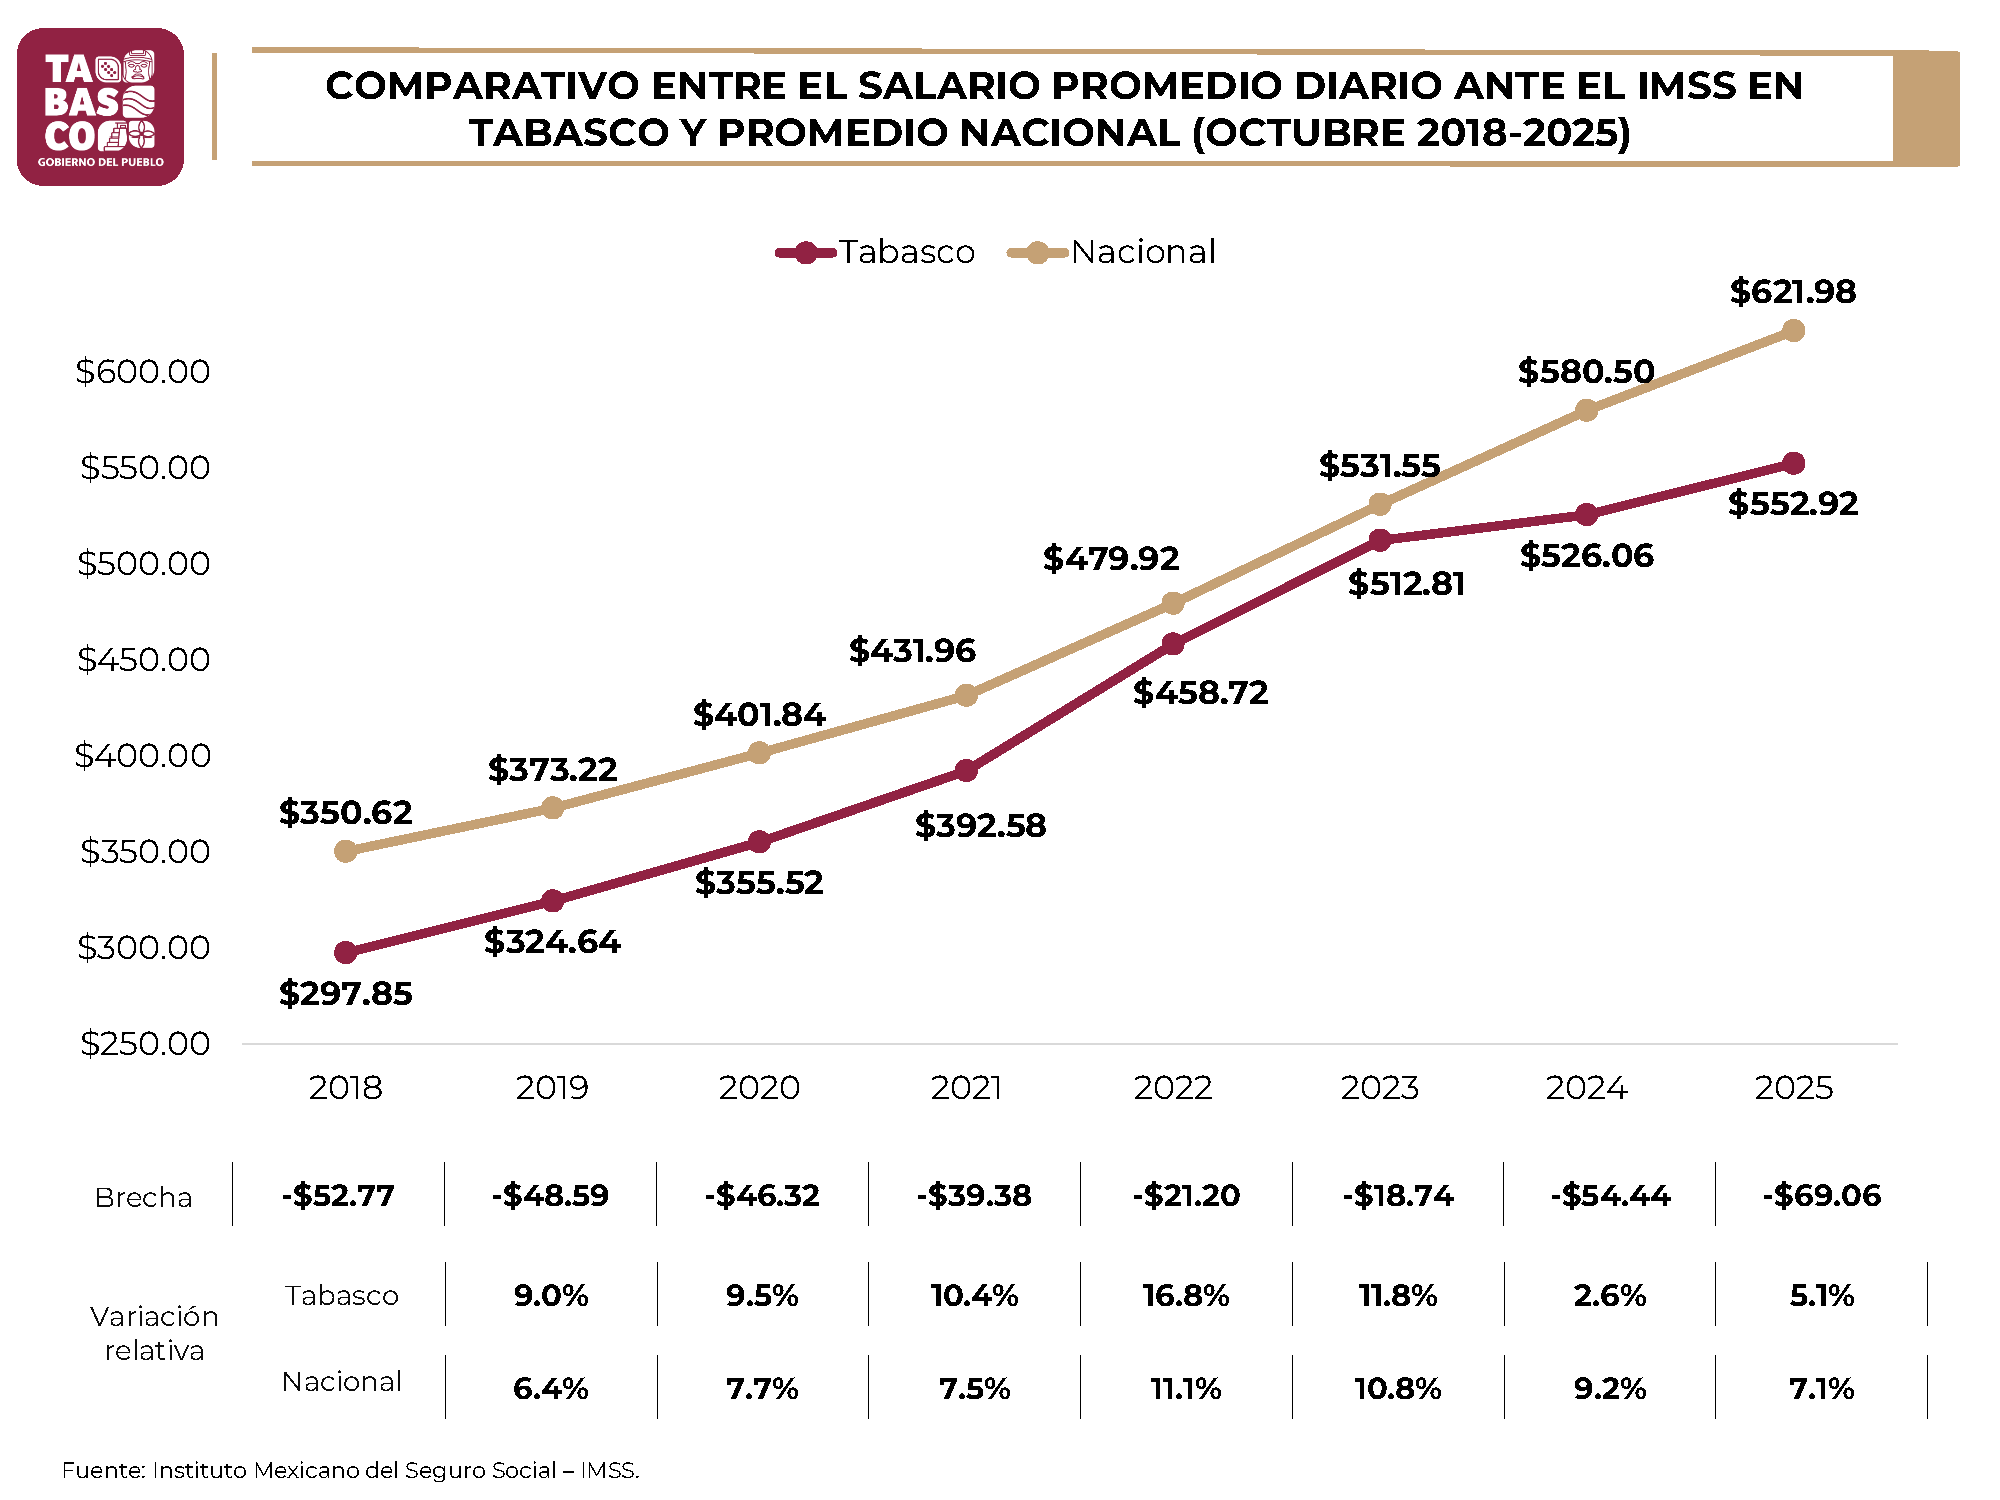 TA
BAS
CO
GOBIERNO DEL PUEBLO
COMPARATIVO ENTRE EL SALARIO PROMEDIO DIARIO ANTE EL IMSS EN
TABASCO Y PROMEDIO NACIONAL (OCTUBRE 2018-2025)
Tabasco Nacional
$600.00
$550.00
$500.00
$450.00
$400.00
$350.00
$300.00
$250.00
$350.62
$373.22
$401.84
$431.96
$479.92
$531.55
$580.50
$621.98
$297.85
$324.64
$355.52
$392.58
$458.72
$512.81
$526.06
$552.92
2018 2019 2020 2021 2022 2023 2024 2025
Brecha -$52.77 -$48.59 -$46.32 -$39.38 -$21.20 -$18.74 -$54.44 -$69.06
Variación
relativa
Tabasco 9.0% 9.5% 10.4% 16.8% 11.8% 2.6% 5.1%
Nacional 6.4% 7.7% 7.5% 11.1% 10.8% 9.2% 7.1%
Fuente: Instituto Mexicano del Seguro Social – IMSS.